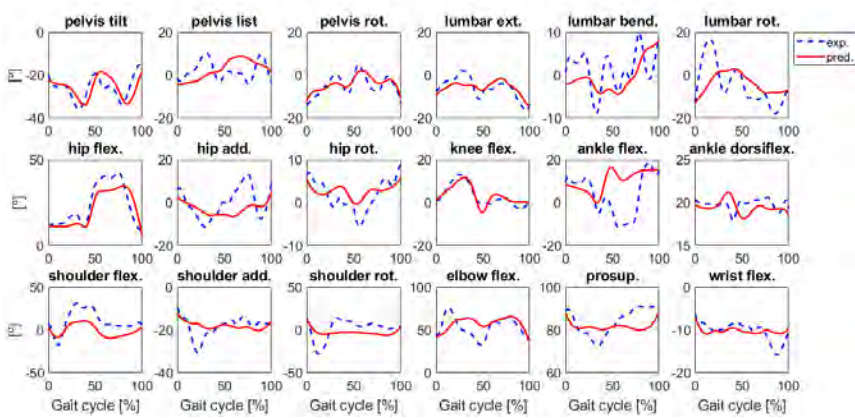 pelvis tilt pelvis list pelvis rot. lumbar ext. lumbar bend. lumbar rot.
0 20 20 20 10 20
exp.
pred.
[º] -20 0 0 0 0 0
-40 -20 -20 -20 -10 -20
0 50 100 0 50 100 0 50 100 0 50 100 0 50 100 0 50 100
hip flex. hip add. hip rot. knee flex. ankle flex. ankle dorsiflex.
50 20 10 20 20 25
[º] 0 0 0 0 20
0 -20 -10 -20 -20 15
0 50 100 0 50 100 0 50 100 0 50 100 0 50 100 0 50 100
shoulder flex. shoulder add. shoulder rot. elbow flex. prosup. wrist flex.
50 0 50 100 100 0
[º] 0 -20 0 50 80 -10
-50 -40 -50 0 60 -20
0 50 100 0 50 100 0 50 100 0 50 100 0 50 100 0 50 100
Gait cycle [%] Gait cycle [%] Gait cycle [%] Gait cycle [%] Gait cycle [%] Gait cycle [%]